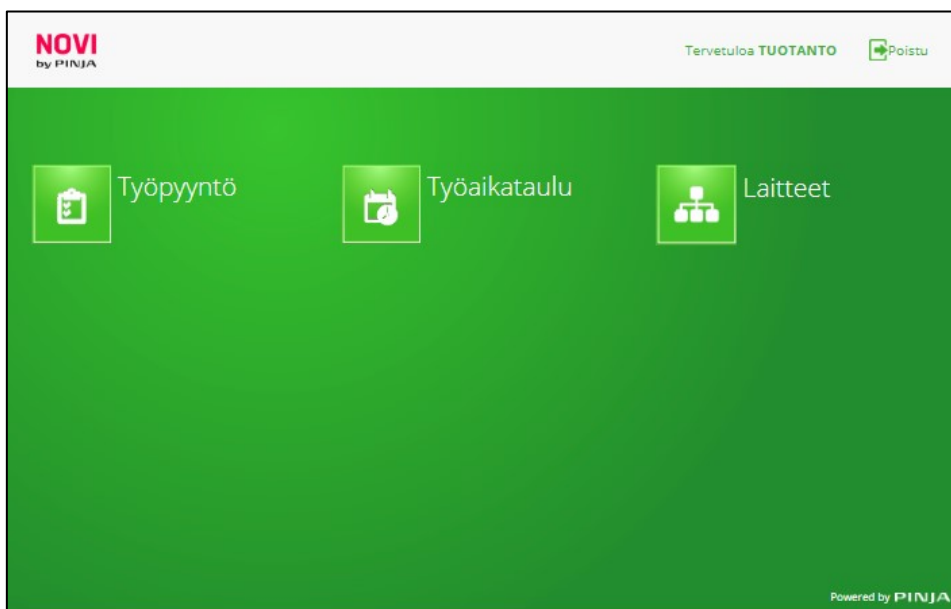 NOVI
by PINJA
Tervetuloa TUOTANTO
Poistu
Työpyyntö
Työaikataulu
Laitteet
Powered by PINJA